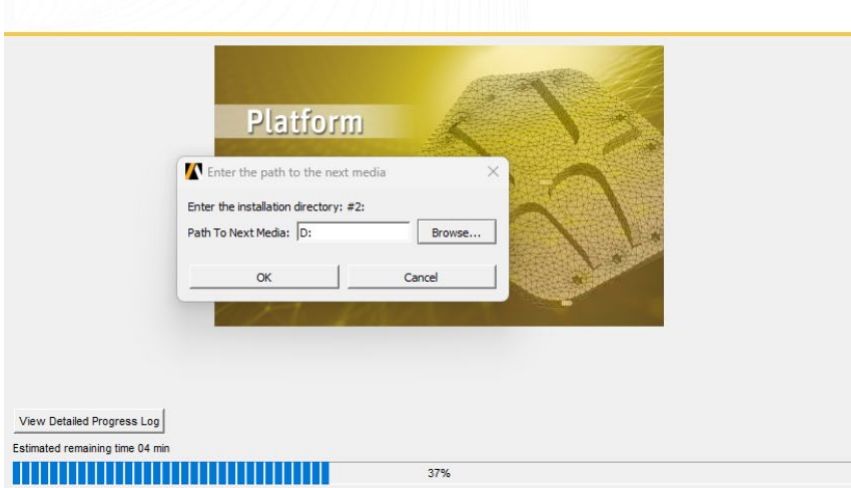 Platform
Enter the path to the next media
Enter the installation directory: #2:
Path To Next Media: D: Browse...
OK Cancel
View Detailed Progress Log
Estimated remaining time 04 min
37%